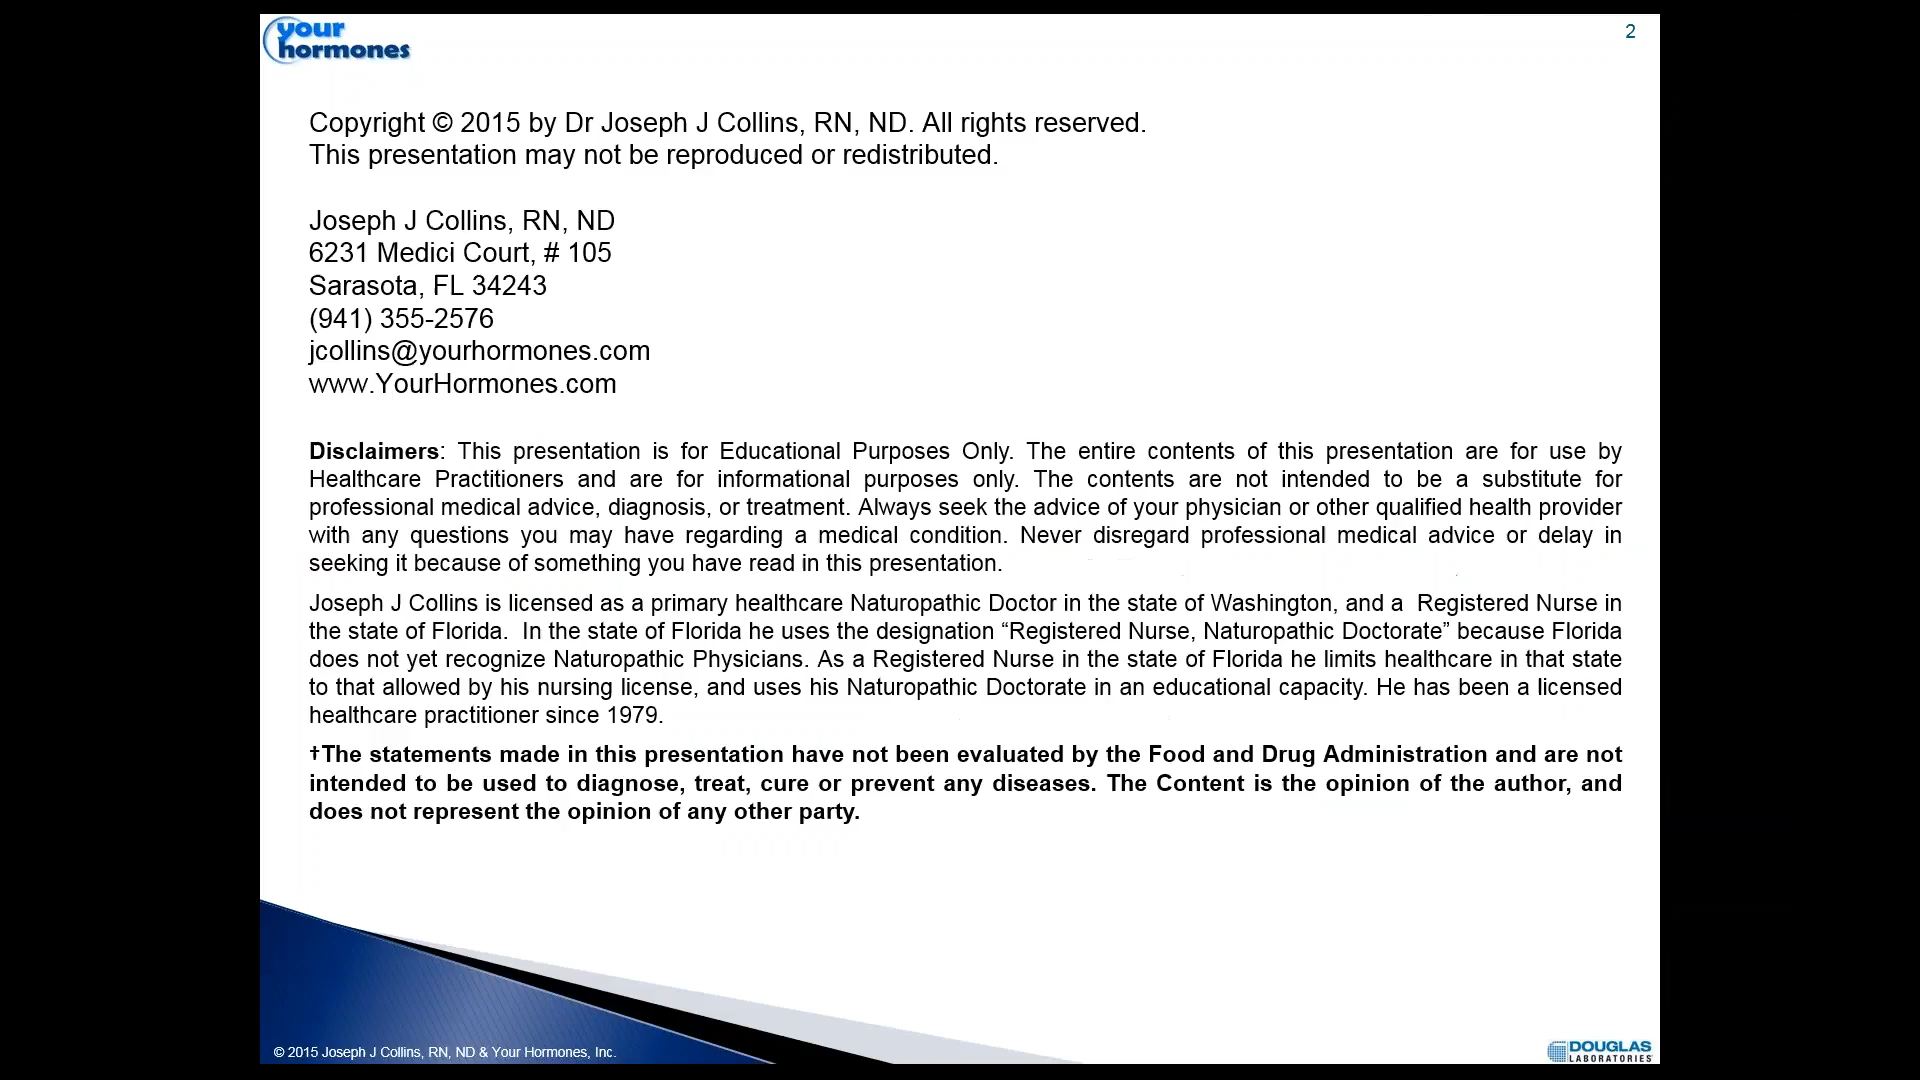 your
hormones
2
Copyright © 2015 by Dr Joseph J Collins, RN, ND. All rights reserved.
This presentation may not be reproduced or redistributed.
Joseph J Collins, RN, ND
6231 Medici Court, # 105
Sarasota, FL 34243
(941) 355-2576
jcollins@yourhormones.com
www.YourHormones.com
Disclaimers: This presentation is for Educational Purposes Only. The entire contents of this presentation are for use by
Healthcare Practitioners and are for informational purposes only. The contents are not intended to be a substitute for
professional medical advice, diagnosis, or treatment. Always seek the advice of your physician or other qualified health provider
with any questions you may have regarding a medical condition. Never disregard professional medical advice or delay in
seeking it because of something you have read in this presentation.
Joseph J Collins is licensed as a primary healthcare Naturopathic Doctor in the state of Washington, and a Registered Nurse in
the state of Florida. In the state of Florida he uses the designation “Registered Nurse, Naturopathic Doctorate” because Florida
does not yet recognize Naturopathic Physicians. As a Registered Nurse in the state of Florida he limits healthcare in that state
to that allowed by his nursing license, and uses his Naturopathic Doctorate in an educational capacity. He has been a licensed
healthcare practitioner since 1979.
†The statements made in this presentation have not been evaluated by the Food and Drug Administration and are not
intended to be used to diagnose, treat, cure or prevent any diseases. The Content is the opinion of the author, and
does not represent the opinion of any other party.
© 2015 Joseph J Collins, RN, ND & Your Hormones, Inc.
DOUGLAS
LABORATORIES